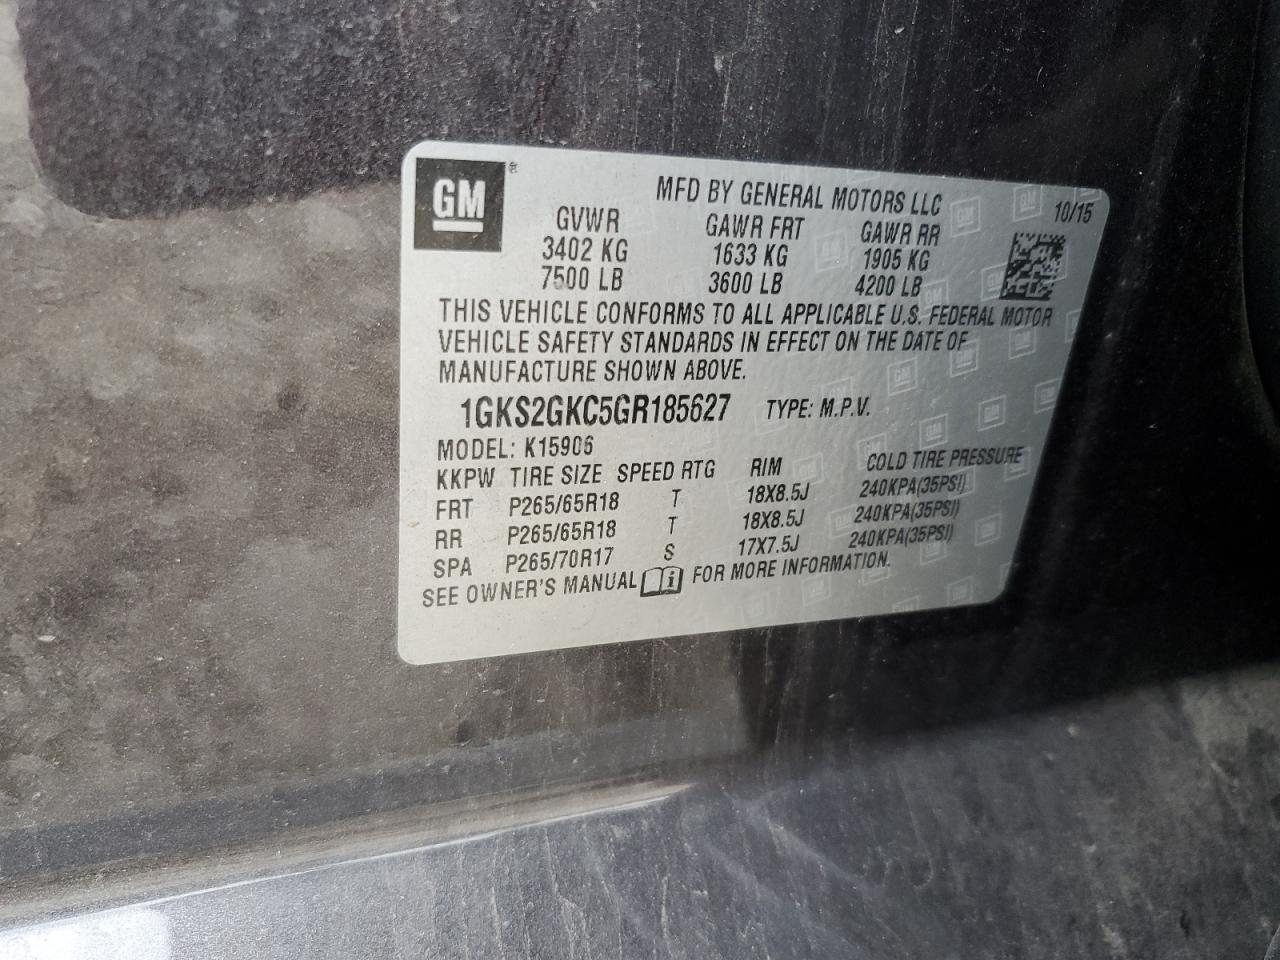 GM ®
MFD BY GENERAL MOTORS LLC
10/15
GVWR GAWR FRT GAWR RR
3402 KG 1633 KG 1905 KG
7500 LB 3600 LB 4200 LB
THIS VEHICLE CONFORMS TO ALL APPLICABLE U.S. FEDERAL MOTOR
VEHICLE SAFETY STANDARDS IN EFFECT ON THE DATE OF
MANUFACTURE SHOWN ABOVE.
1GKS2GKC5GR185627 TYPE: M.P.V.
MODEL: K15906
KKPW TIRE SIZE SPEED RTG RIM COLD TIRE PRESSURE
FRT P265/65R18 T 18X8.5J 240KPA(35PSI)
RR P265/65R18 T 18X8.5J 240KPA(35PSI)
SPA P265/70R17 S 17X7.5J 240KPA(35PSI)
SEE OWNER'S MANUAL i FOR MORE INFORMATION.